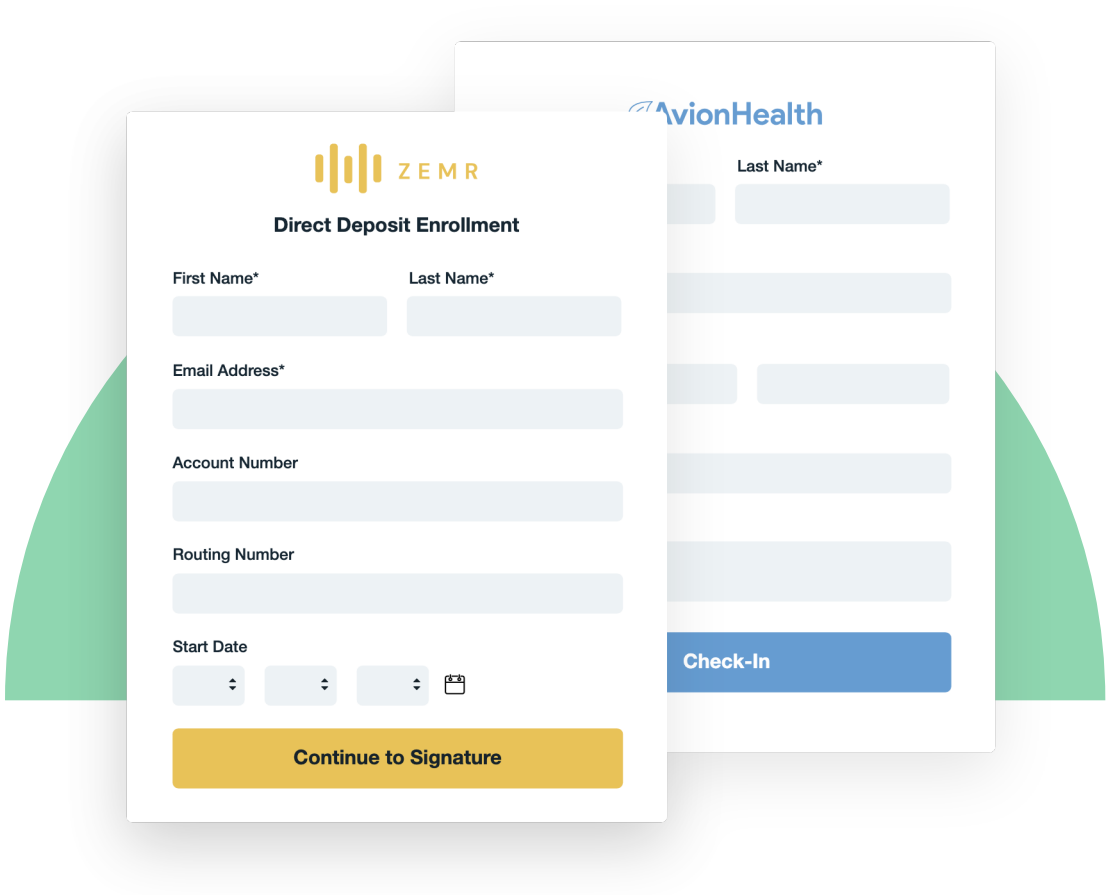 AvionHealth
Last Name*
Check-In
ZEMR
Direct Deposit Enrollment
First Name* Last Name*
Email Address*
Account Number
Routing Number
Start Date
Continue to Signature